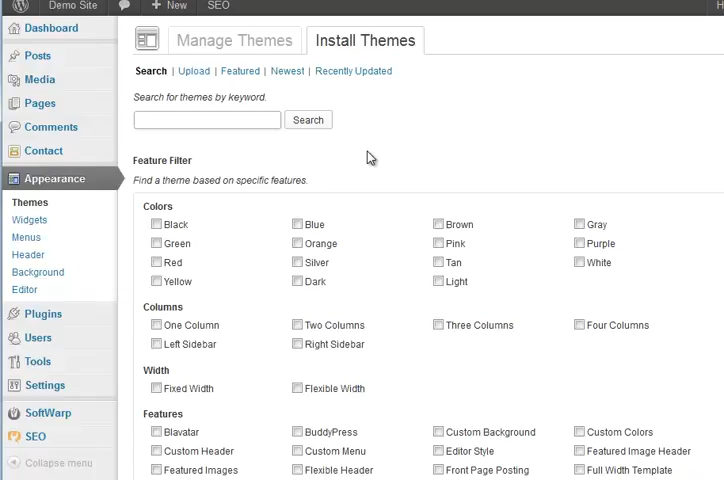 Demo Site + New SEO H
Dashboard
Posts
Media
Pages
Comments
Contact
Appearance
Themes
Widgets
Menus
Header
Background
Editor
Plugins
Users
Tools
Settings
SoftWarp
SEO
Collapse menu
Manage Themes Install Themes
Search | Upload | Featured | Newest | Recently Updated
Search for themes by keyword.
Search
Feature Filter
Find a theme based on specific features.
Colors
Black Blue Brown Gray
Green Orange Pink Purple
Red Silver Tan White
Yellow Dark Light
Columns
One Column Two Columns Three Columns Four Columns
Left Sidebar Right Sidebar
Width
Fixed Width Flexible Width
Features
Blavatar BuddyPress Custom Background Custom Colors
Custom Header Custom Menu Editor Style Featured Image Header
Featured Images Flexible Header Front Page Posting Full Width Template